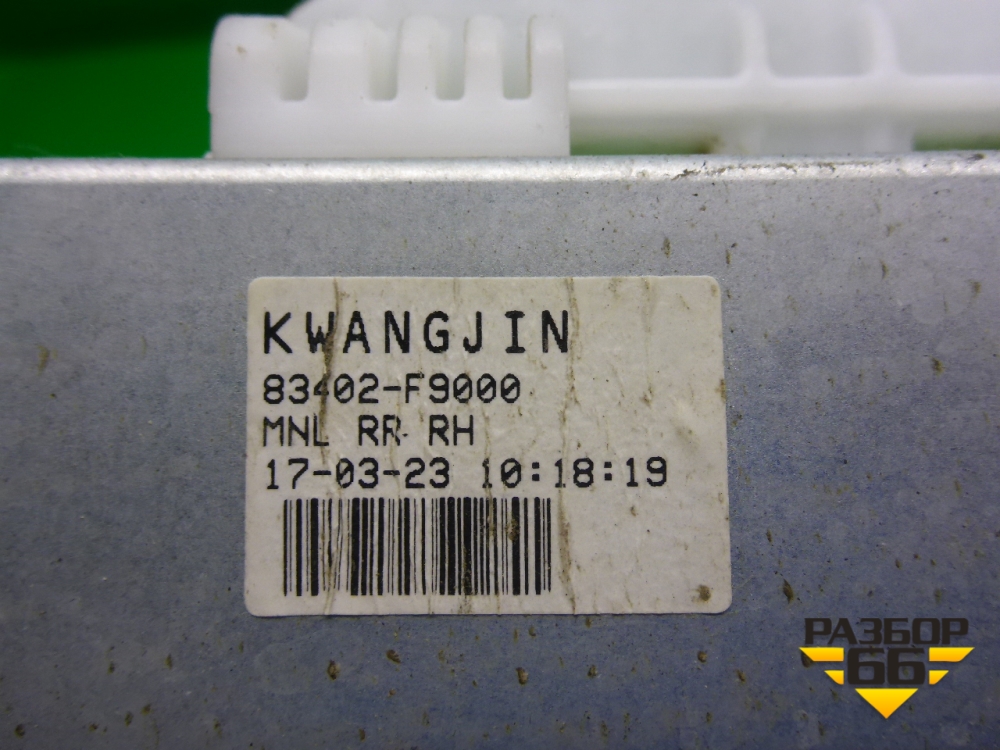 KWANGJIN
83402-F9000
MNL RR RH
17-03-23 10:18:19
РАЗБОР
66